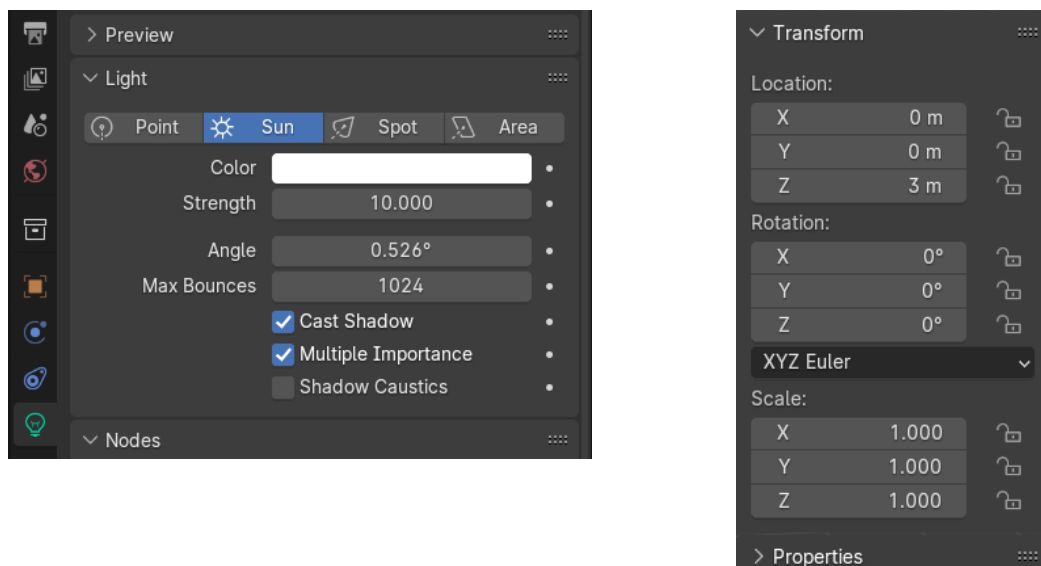 Preview
Light
Point Sun Spot Area
Color
Strength 10.000
Angle 0.526°
Max Bounces 1024
Cast Shadow
Multiple Importance
Shadow Caustics
Nodes
Transform
Location:
X 0 m
Y 0 m
Z 3 m
Rotation:
X 0°
Y 0°
Z 0°
XYZ Euler
Scale:
X 1.000
Y 1.000
Z 1.000
Properties